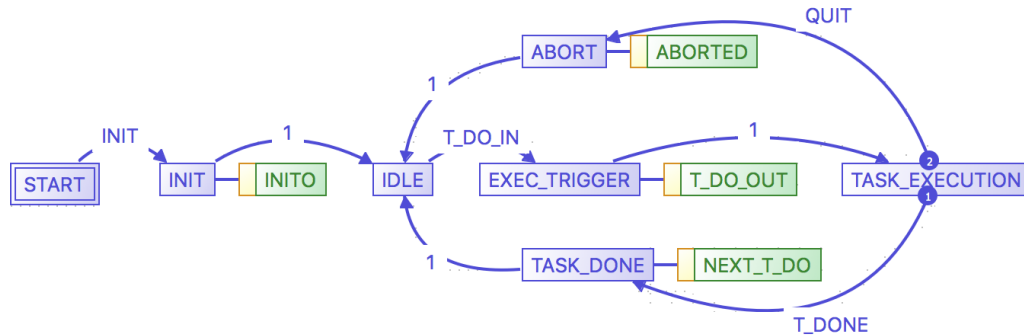 QUIT
ABORT ABORTED
1
INIT 1 T_DO_IN 1
2
START INIT INITO IDLE EXEC_TRIGGER T_DO_OUT TASK_EXECUTION
1
1 TASK_DONE NEXT_T_DO
T_DONE